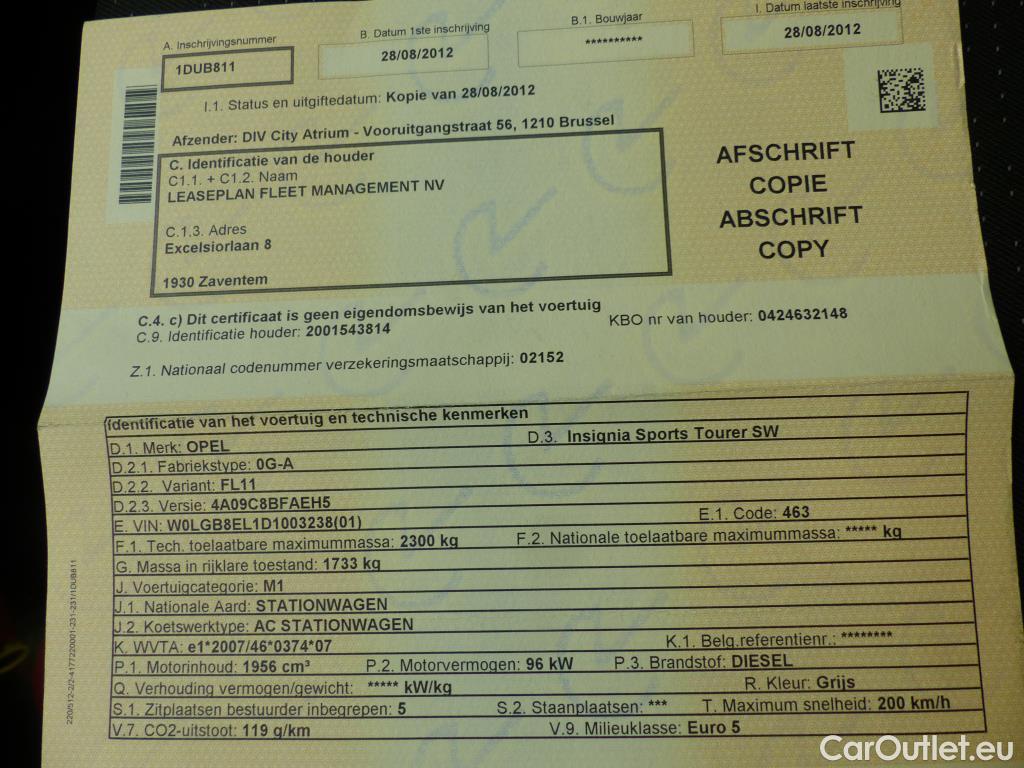 A. Inschrijvingsnummer
1DUB811
B. Datum 1ste inschrijving
28/08/2012
B.1. Bouwjaar
**********
I. Datum laatste inschrijving
28/08/2012
I.1. Status en uitgiftedatum: Kopie van 28/08/2012
Afzender: DIV City Atrium - Vooruitgangstraat 56, 1210 Brussel
C. Identificatie van de houder
C1.1. + C1.2. Naam
LEASEPLAN FLEET MANAGEMENT NV
C.1.3. Adres
Excelsiorlaan 8
1930 Zaventem
AFSCHRIFT
COPIE
ABSCHRIFT
COPY
C.4. c) Dit certificaat is geen eigendomsbewijs van het voertuig
C.9. Identificatie houder: 2001543814
KBO nr van houder: 0424632148
Z.1. Nationaal codenummer verzekeringsmaatschappij: 02152
Identificatie van het voertuig en technische kenmerken
D.1. Merk: OPEL D.3. Insignia Sports Tourer SW
D.2.1. Fabriekstype: 0G-A
D.2.2. Variant: FL11
D.2.3. Versie: 4A09C8BFAEH5
E. VIN: W0LGB8EL1D1003238(01) E.1. Code: 463
F.1. Tech. toelaatbare maximummassa: 2300 kg F.2. Nationale toelaatbare maximummassa: ***** kg
G. Massa in rijklare toestand: 1733 kg
J. Voertuigcategorie: M1
J.1. Nationale Aard: STATIONWAGEN
J.2. Koetswerktype: AC STATIONWAGEN
K. WVTA: e1*2007/46*0374*07 K.1. Belg.referentienr.: ********
P.1. Motorinhoud: 1956 cm³ P.2. Motorvermogen: 96 kW P.3. Brandstof: DIESEL
Q. Verhouding vermogen/gewicht: ***** kW/kg R. Kleur: Grijs
S.1. Zitplaatsen bestuurder inbegrepen: 5 S.2. Staanplaatsen: *** T. Maximum snelheid: 200 km/h
V.7. CO2-uitstoot: 119 g/km V.9. Milieuklasse: Euro 5
220/512-2/2-4177220001-231-231/1DUB811
CarOutlet.eu